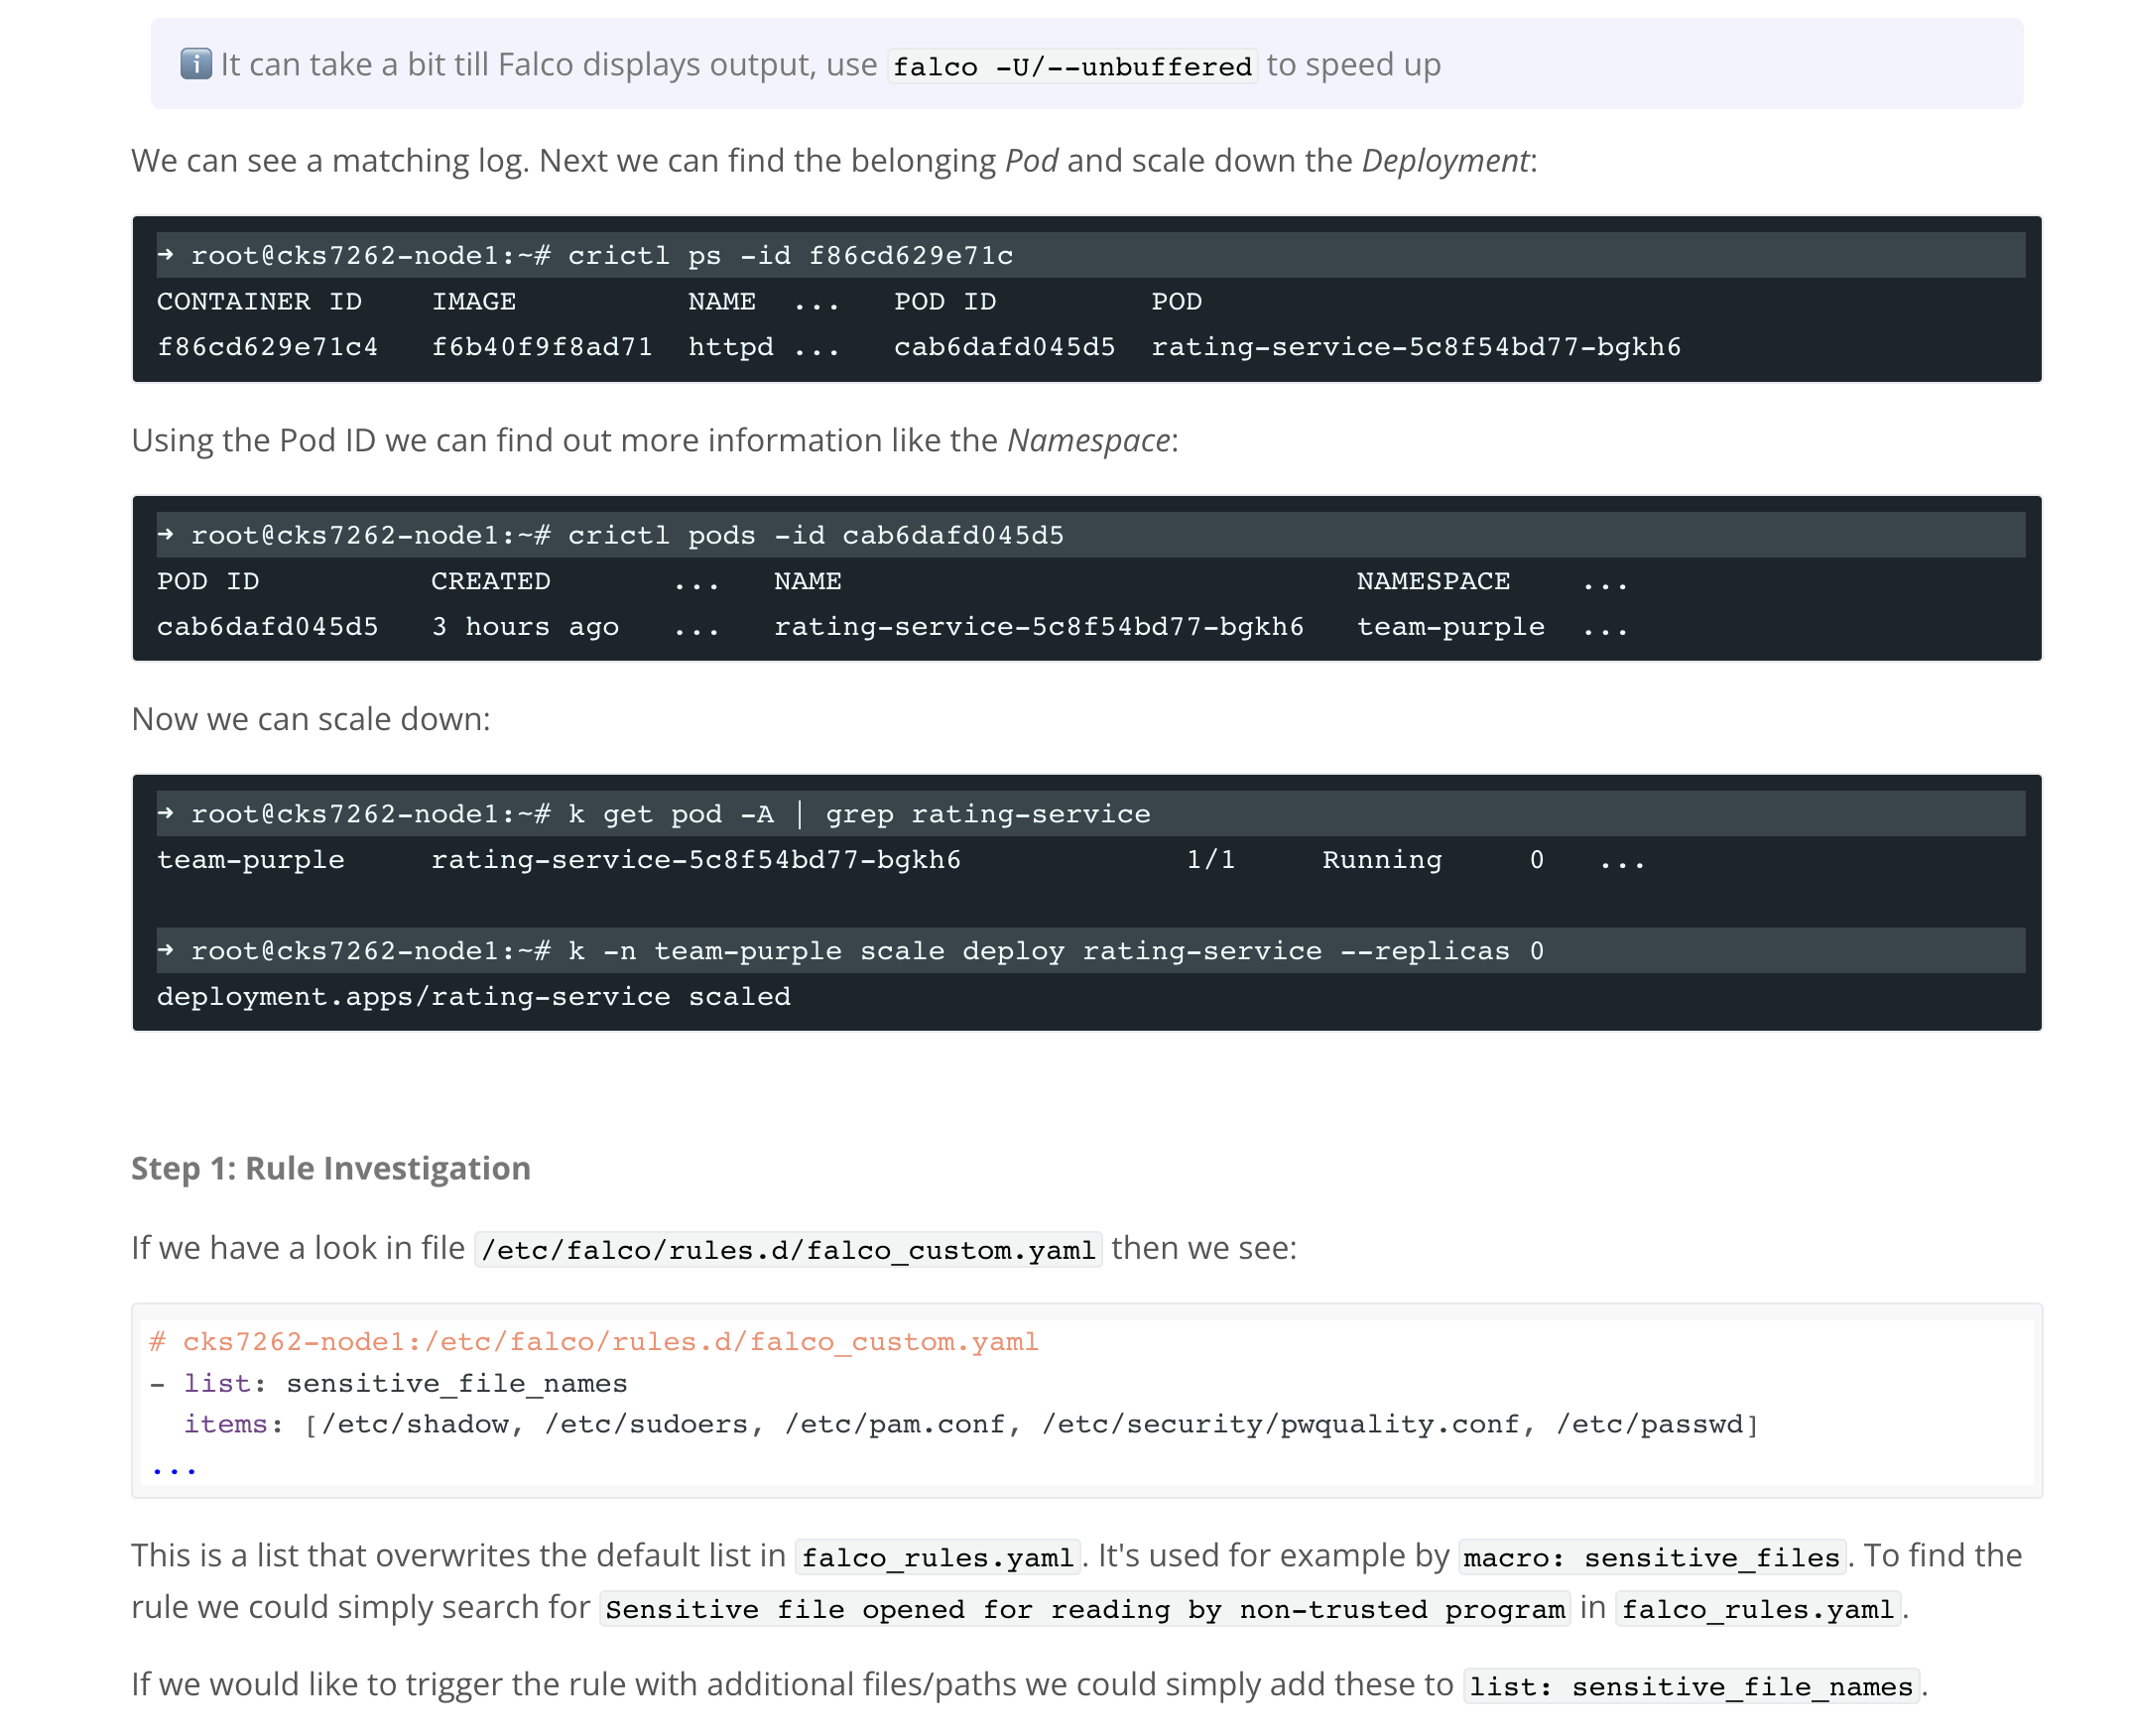 ℹ️ It can take a bit till Falco displays output, use falco -U/--unbuffered to speed up
We can see a matching log. Next we can find the belonging Pod and scale down the Deployment:
➜ root@cks7262-node1:~# crictl ps -id f86cd629e71c
CONTAINER ID    IMAGE          NAME  ...   POD ID         POD
f86cd629e71c4   f6b40f9f8ad71  httpd ...   cab6dafd045d5  rating-service-5c8f54bd77-bgkh6
Using the Pod ID we can find out more information like the Namespace:
➜ root@cks7262-node1:~# crictl pods -id cab6dafd045d5
POD ID          CREATED       ...   NAME                              NAMESPACE    ...
cab6dafd045d5   3 hours ago   ...   rating-service-5c8f54bd77-bgkh6   team-purple  ...
Now we can scale down:
➜ root@cks7262-node1:~# k get pod -A | grep rating-service
team-purple     rating-service-5c8f54bd77-bgkh6             1/1     Running     0   ...
➜ root@cks7262-node1:~# k -n team-purple scale deploy rating-service --replicas 0
deployment.apps/rating-service scaled
Step 1: Rule Investigation
If we have a look in file /etc/falco/rules.d/falco_custom.yaml then we see:
# cks7262-node1:/etc/falco/rules.d/falco_custom.yaml
- list: sensitive_file_names
  items: [/etc/shadow, /etc/sudoers, /etc/pam.conf, /etc/security/pwquality.conf, /etc/passwd]
...
This is a list that overwrites the default list in falco_rules.yaml. It's used for example by macro: sensitive_files. To find the
rule we could simply search for Sensitive file opened for reading by non-trusted program in falco_rules.yaml.
If we would like to trigger the rule with additional files/paths we could simply add these to list: sensitive_file_names.